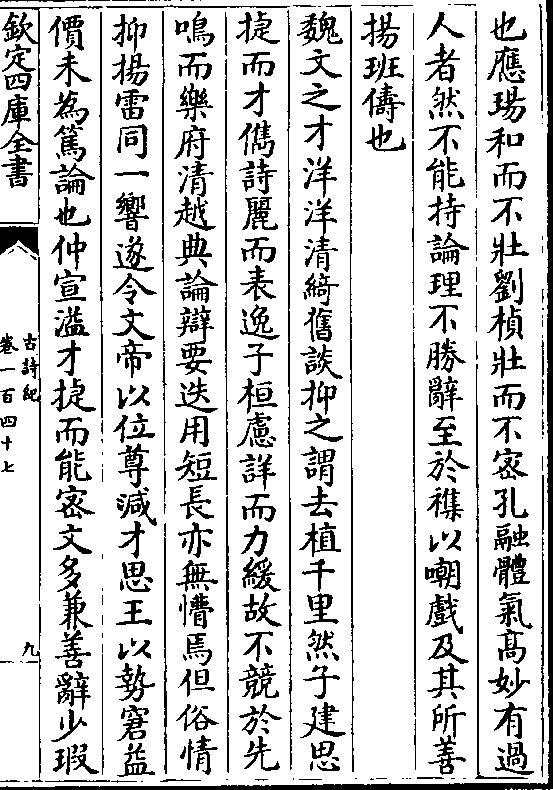 也應瑒和而不壯劉楨壯而不密孔融體氣高妙有過
人者然不能持論理不勝辭至於襍以嘲戲及其所善
揚班儔也
魏文之才洋洋清綺舊談抑之謂去植千里然子建思
捷而才儁詩麗而表逸子桓慮詳而力緩故不競於先
鳴而樂府清越典論辯要迭用短長亦無懵焉但俗情
抑揚雷同一響遂令文帝以位尊減才思王以勢窘益
價未為篤論也仲宣溢才捷而能密文多兼善辭少瑕
欽定四庫全書
古詩紀
卷一百四十七
九